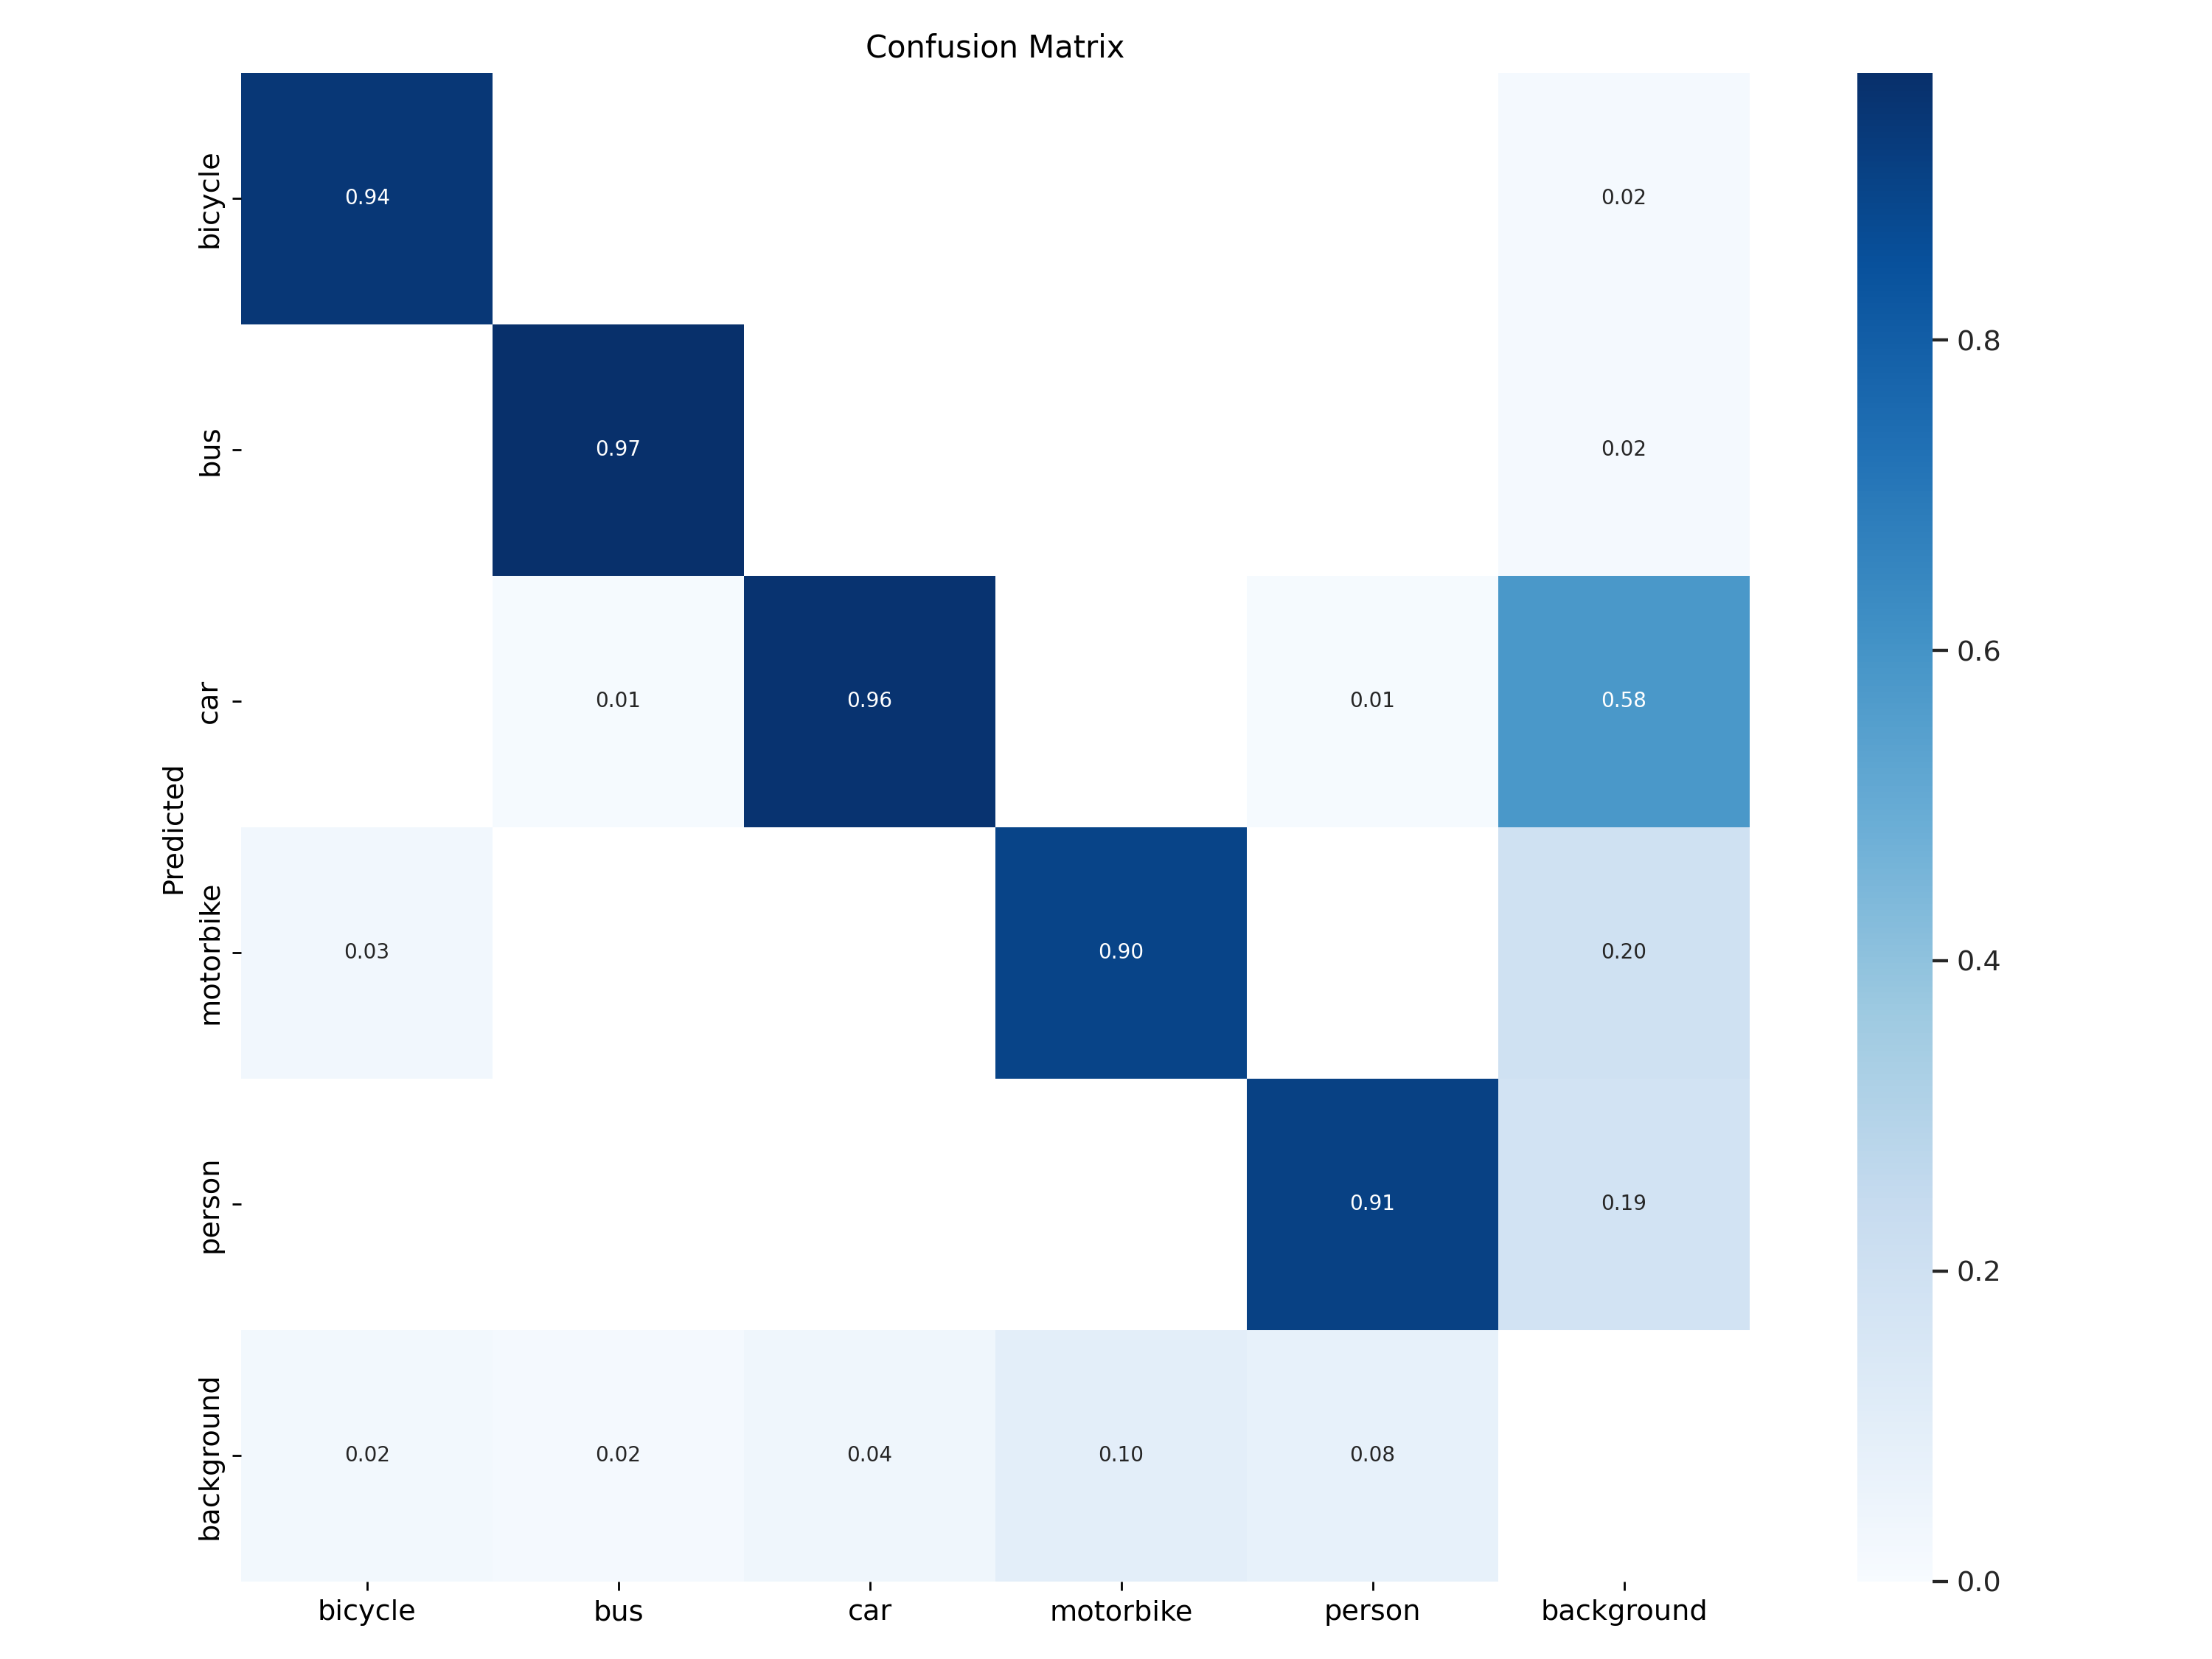 Confusion Matrix
bicycle
0.94
0.02
bus
0.97
0.02
0.8
car
0.01
0.96
0.01
0.58
0.6
Predicted
motorbike
0.03
0.90
0.20
0.4
person
0.91
0.19
0.2
background
0.02
0.02
0.04
0.10
0.08
0.0
bicycle
bus
car
motorbike
person
background